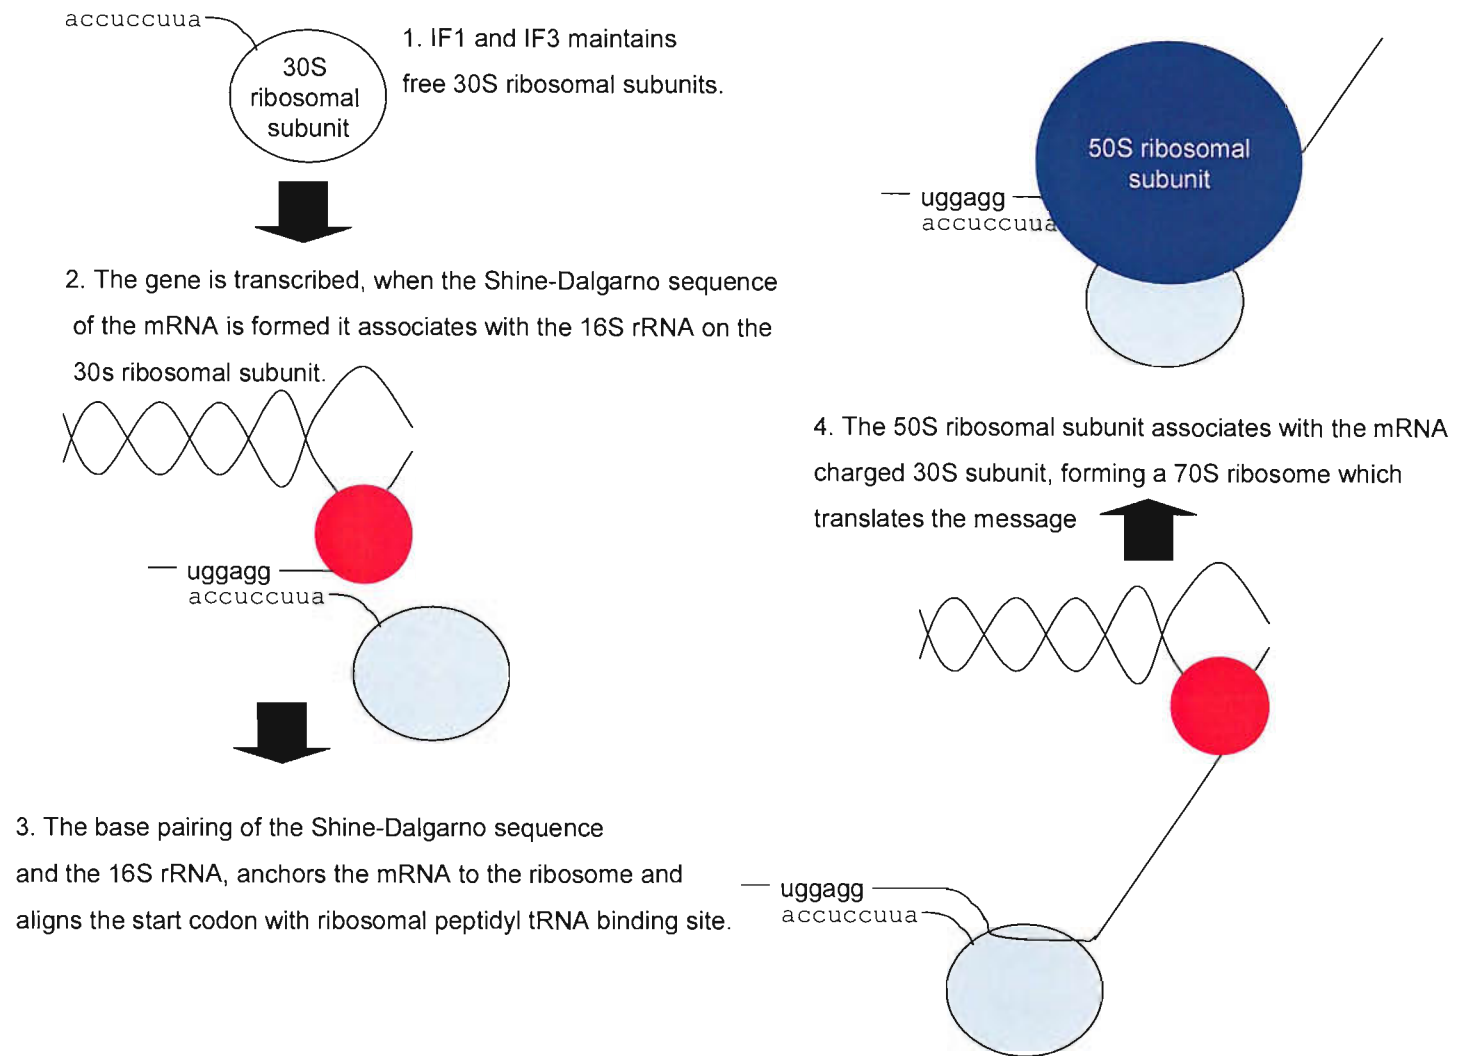 accuccuua
30S
ribosomal
subunit
1. IF1 and IF3 maintains
free 30S ribosomal subunits.
2. The gene is transcribed, when the Shine-Dalgarno sequence
of the mRNA is formed it associates with the 16S rRNA on the
30s ribosomal subunit.
uggagg
accuccuua
3. The base pairing of the Shine-Dalgarno sequence
and the 16S rRNA, anchors the mRNA to the ribosome and
aligns the start codon with ribosomal peptidyl tRNA binding site.
uggagg
accuccuua
50S ribosomal
subunit
uggagg
accuccuua
4. The 50S ribosomal subunit associates with the mRNA
charged 30S subunit, forming a 70S ribosome which
translates the message